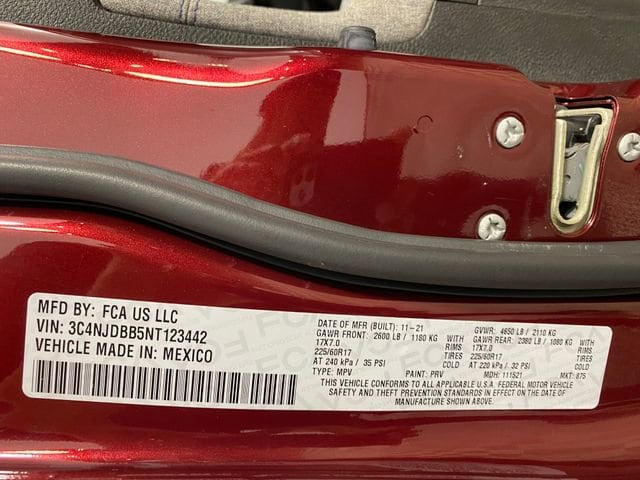 MFD BY: FCA US LLC
VIN: 3C4NJDBB5NT123442
VEHICLE MADE IN: MEXICO
DATE OF MFR (BUILT): 11-21 GVWR: 4650 LB / 2110 KG
GAWR FRONT: 2600 LB / 1180 KG WITH GAWR REAR: 2380 LB / 1080 KG WITH
17X7.0 RIMS 17X7.0 RIMS
225/60R17 TIRES 225/60R17 TIRES
AT 240 kPa / 35 PSI COLD AT 220 kPa / 32 PSI COLD
TYPE: MPV PAINT: PRV MDH: 111521 MKT: 875
THIS VEHICLE CONFORMS TO ALL APPLICABLE U.S.A. FEDERAL MOTOR VEHICLE
SAFETY AND THEFT PREVENTION STANDARDS IN EFFECT ON THE DATE OF
MANUFACTURE SHOWN ABOVE.